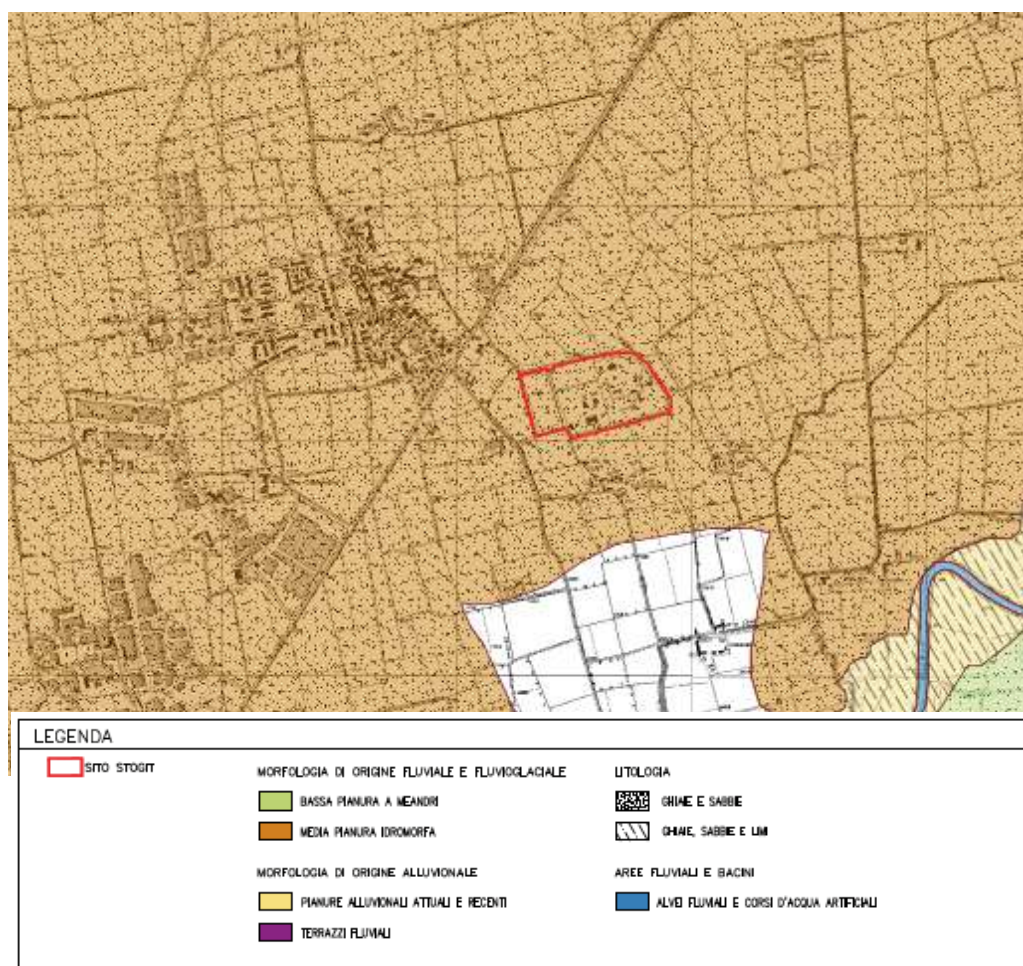 LEGENDA
SITO STOGIT
MORFOLOGIA DI ORIGINE FLUVIALE E FLUVIOGLACIALE
BASSA PIANURA A MEANDRI
MEDIA PIANURA IDROMORFA
MORFOLOGIA DI ORIGINE ALLUVIONALE
PIANURE ALLUVIONALI ATTUALI E RECENTI
TERRAZZI FLUVIALI
LITOLOGIA
GHIAIE E SABBIE
GHIAIE, SABBIE E LIMI
AREE FLUVIALI E BACINI
ALVEI FLUVIALI E CORSI D'ACQUA ARTIFICIALI